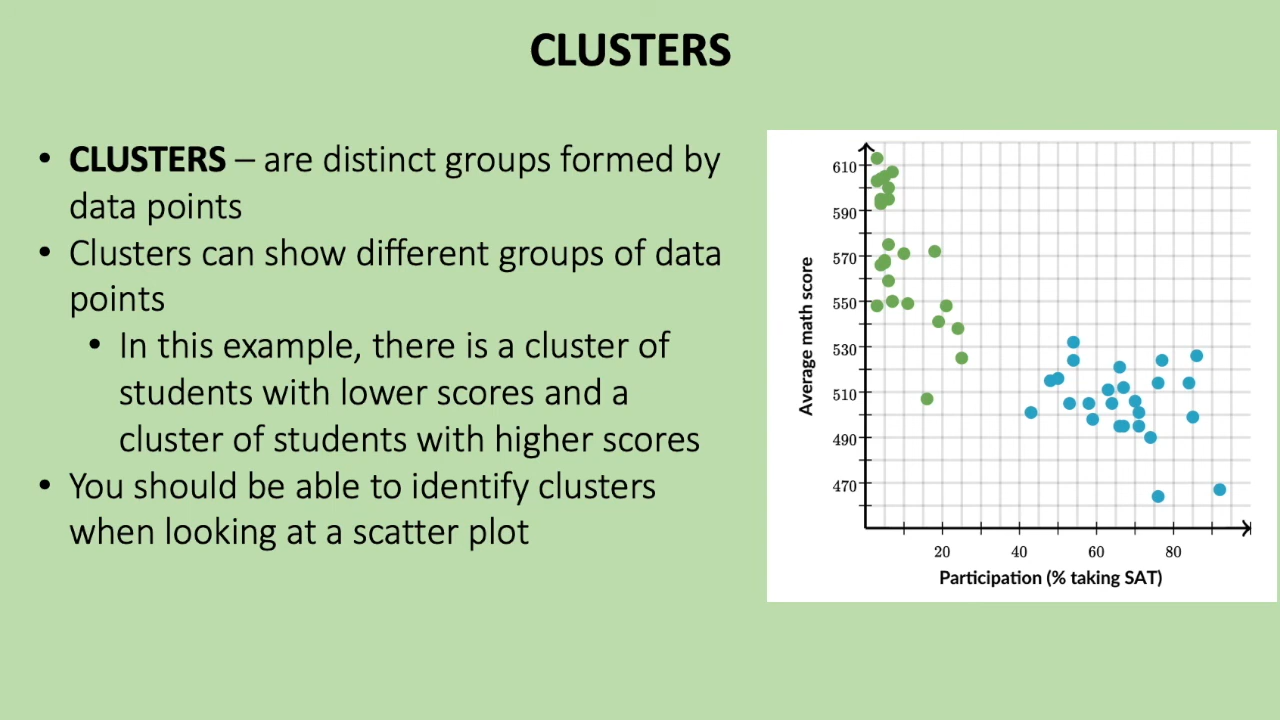 CLUSTERS
• CLUSTERS – are distinct groups formed by
data points
• Clusters can show different groups of data
points
• In this example, there is a cluster of
students with lower scores and a
cluster of students with higher scores
• You should be able to identify clusters
when looking at a scatter plot
Average math score
610
590
570
550
530
510
490
470
20 40 60 80
Participation (% taking SAT)